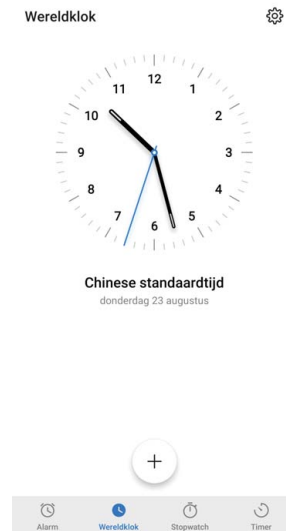 Wereldklok
12
11 1
10 2
9 3
8 4
7 5
6
Chinese standaardtijd
donderdag 23 augustus
Alarm Wereldklok Stopwatch Timer